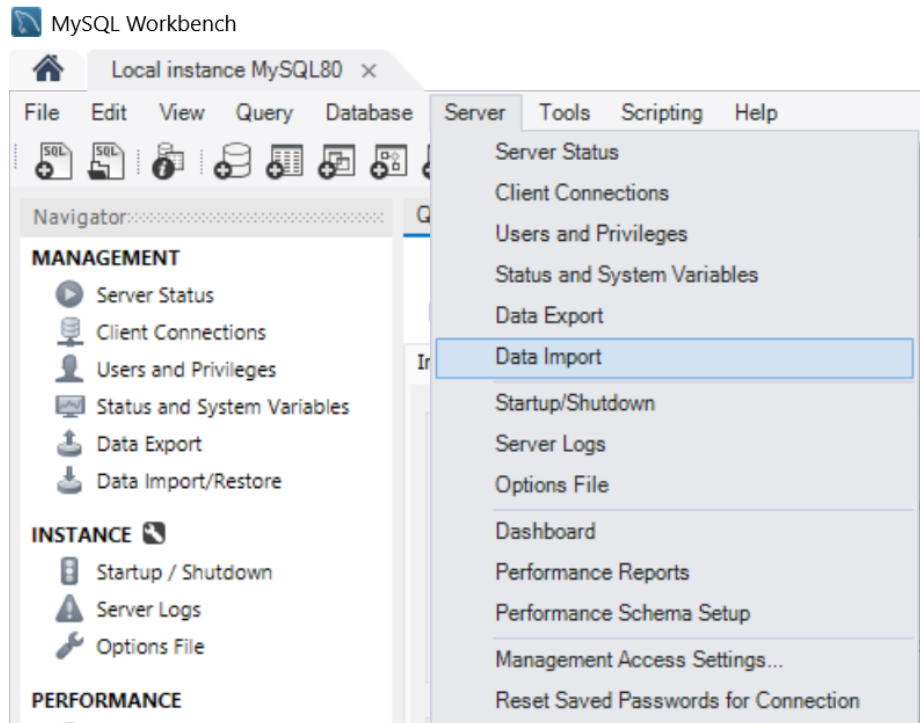 MySQL Workbench
Local instance MySQL80 ×
File Edit View Query Database Server Tools Scripting Help
SQL SQL
Navigator
MANAGEMENT
Server Status
Client Connections
Users and Privileges
Status and System Variables
Data Export
Data Import/Restore
INSTANCE
Startup / Shutdown
Server Logs
Options File
PERFORMANCE
Server Status
Client Connections
Users and Privileges
Status and System Variables
Data Export
Data Import
Startup/Shutdown
Server Logs
Options File
Dashboard
Performance Reports
Performance Schema Setup
Management Access Settings...
Reset Saved Passwords for Connection